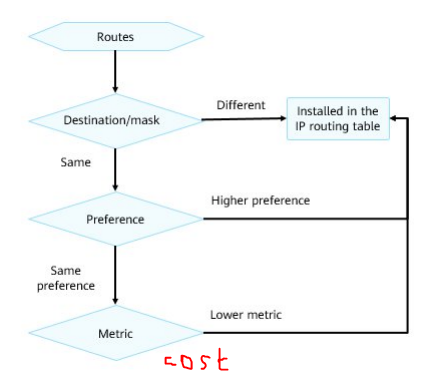 Routes
Destination/mask
Different
Installed in the
IP routing table
Same
Preference
Higher preference
Same
preference
Metric
Lower metric
cost